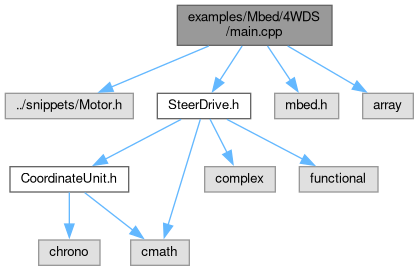 examples/Mbed/4WDS
/main.cpp
../snippets/Motor.h
SteerDrive.h
mbed.h
array
CoordinateUnit.h
complex
functional
chrono
cmath